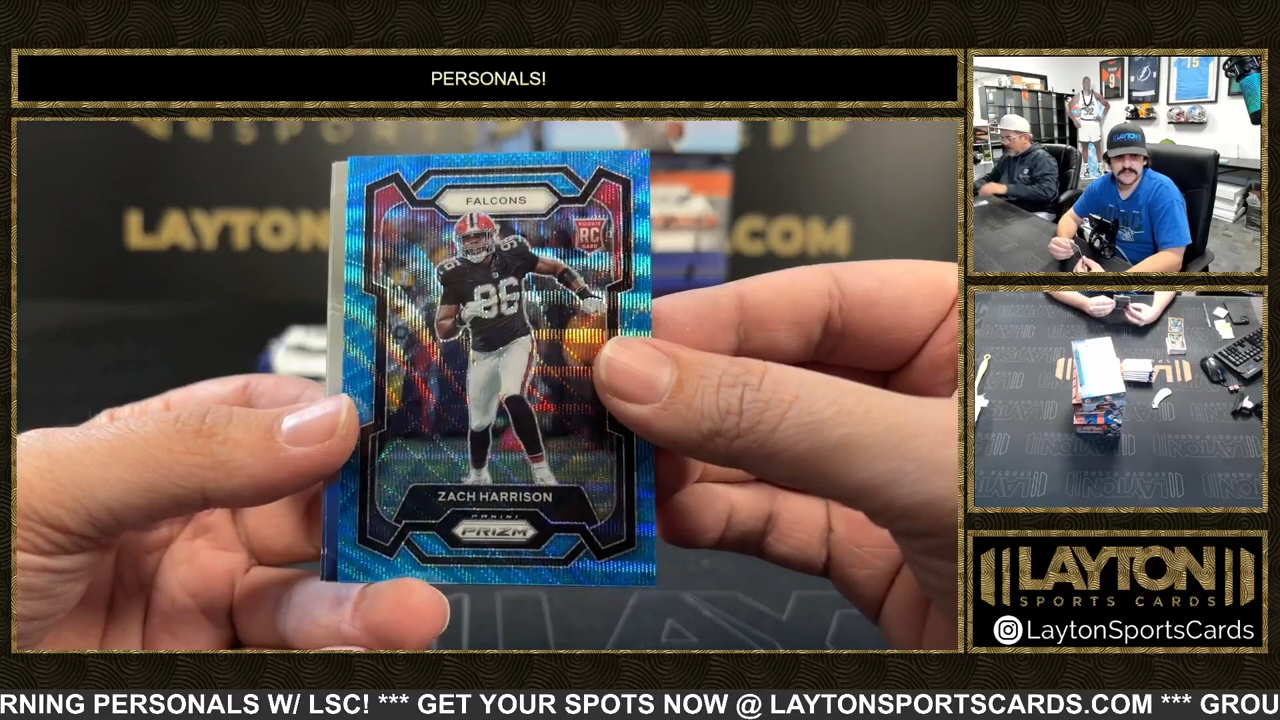 PERSONALS!
LAYTON
.COM
FALCONS
ROOKIE
RC
CARD
96
ZACH HARRISON
PANINI
PRIZM
LAYTON
SPORTS CARDS
LaytonSportsCards
RNING PERSONALS W/ LSC! *** GET YOUR SPOTS NOW @ LAYTONSPORTSCARDS.COM *** GROU